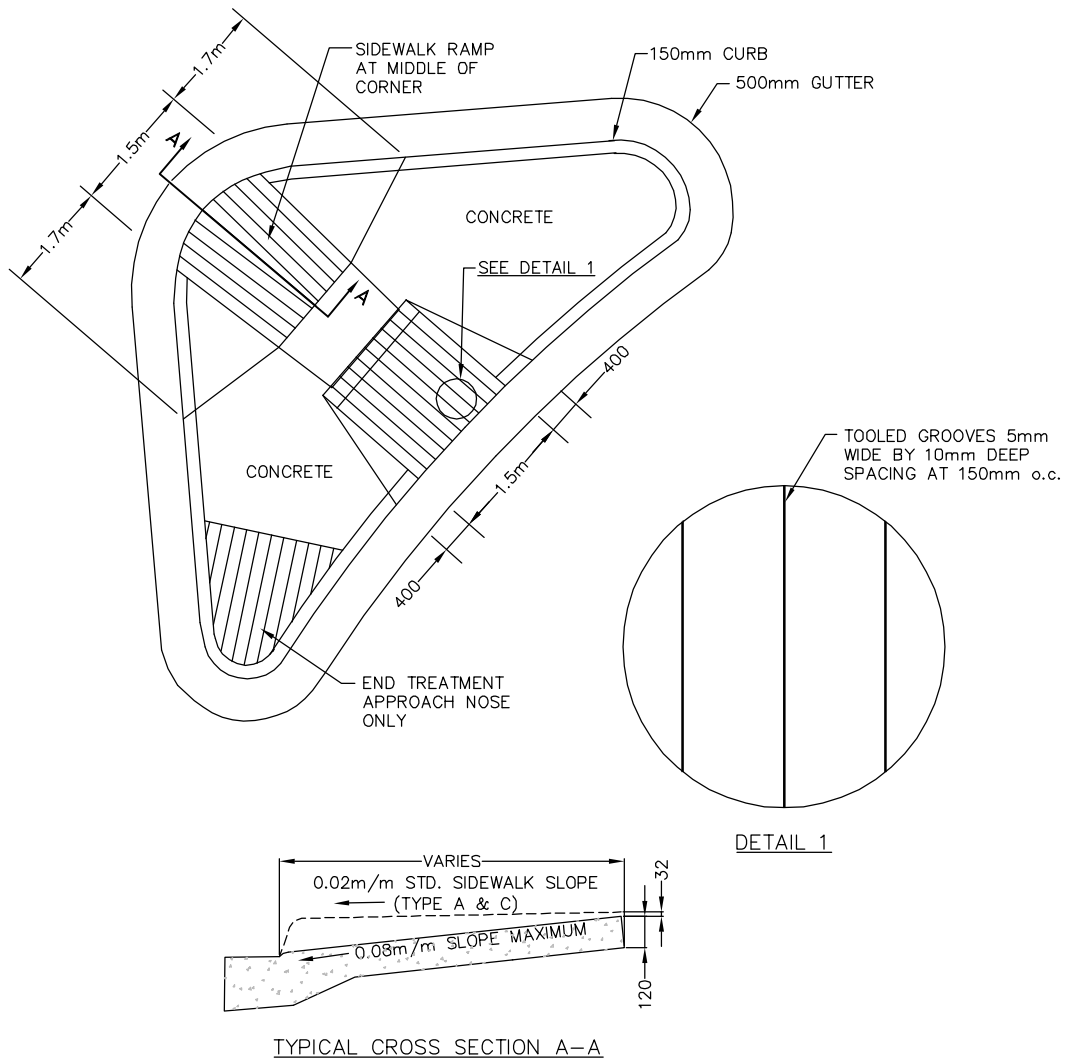 SIDEWALK RAMP
AT MIDDLE OF
CORNER
150mm CURB
500mm GUTTER
1.7m
1.5m
1.7m
A
A
CONCRETE
SEE DETAIL 1
400
1.5m
400
CONCRETE
TOOLED GROOVES 5mm
WIDE BY 10mm DEEP
SPACING AT 150mm o.c.
END TREATMENT
APPROACH NOSE
ONLY
DETAIL 1
VARIES
0.02m/m STD. SIDEWALK SLOPE
(TYPE A & C)
0.08m/m SLOPE MAXIMUM
32
120
TYPICAL CROSS SECTION A-A